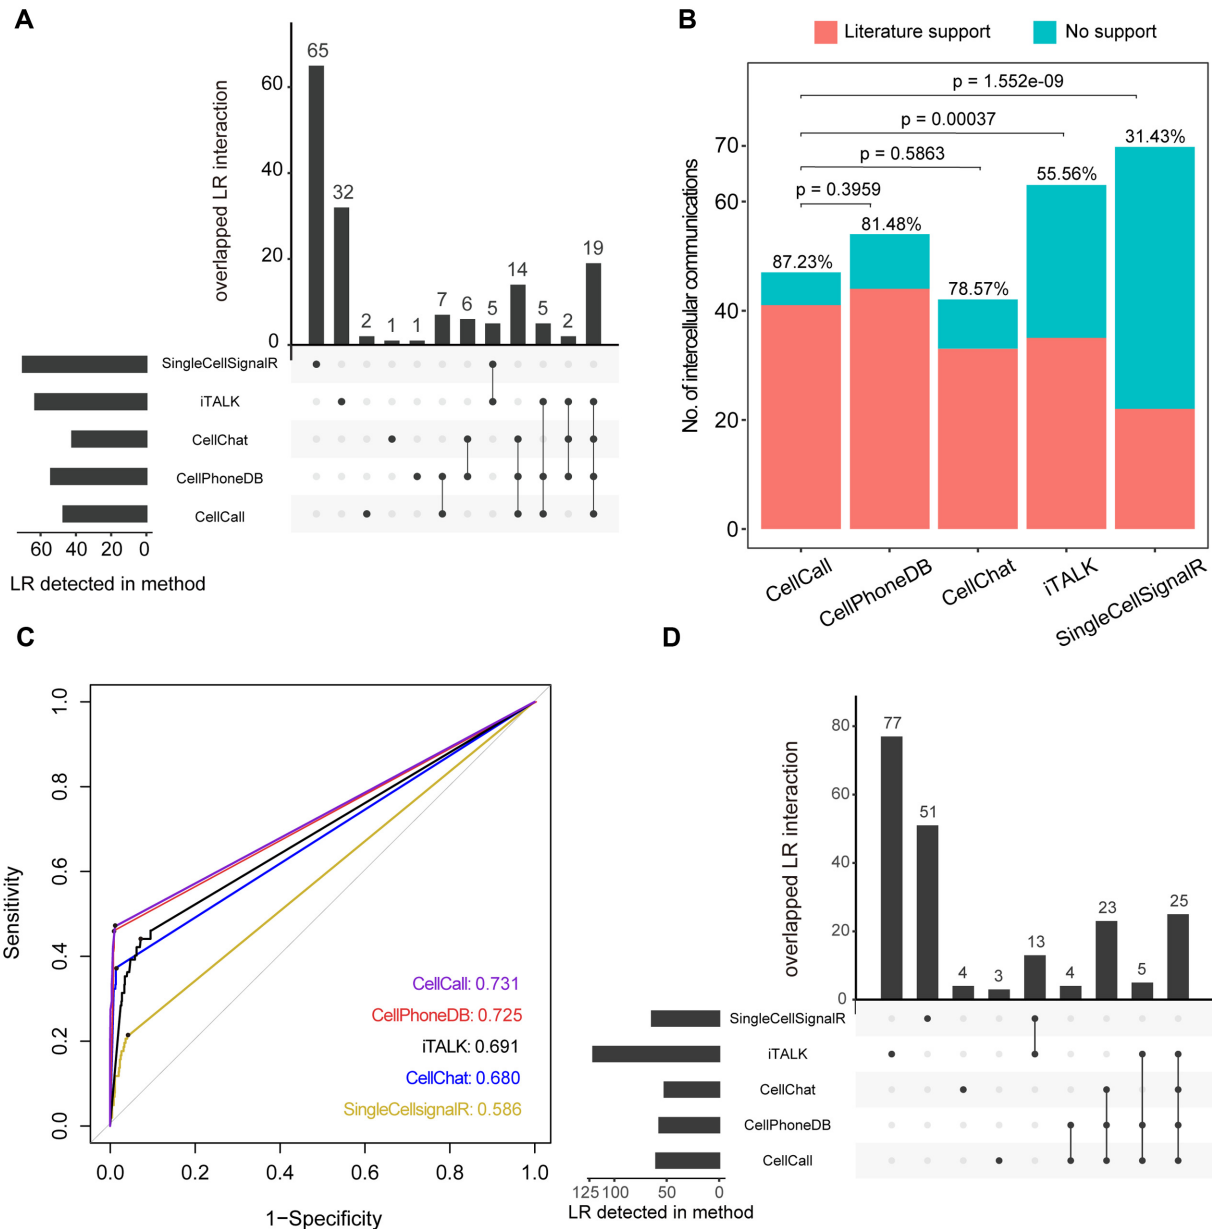 A
65
32
2
1
1
7
6
5
14
5
2
19
60
40
20
0
overlapped LR interaction
SingleCellSignalR
iTALK
CellChat
CellPhoneDB
CellCall
60 40 20 0
LR detected in method
B
Literature support
No support
p = 1.552e-09
p = 0.00037
p = 0.5863
p = 0.3959
87.23%
81.48%
78.57%
55.56%
31.43%
70
60
40
20
0
No. of intercellular communications
CellCall
CellPhoneDB
CellChat
iTALK
SingleCellSignalR
C
1.0
0.8
0.6
0.4
0.2
0.0
Sensitivity
CellCall: 0.731
CellPhoneDB: 0.725
iTALK: 0.691
CellChat: 0.680
SingleCellsignalR: 0.586
0.0 0.2 0.4 0.6 0.8 1.0
1−Specificity
D
77
51
4
3
13
4
23
5
25
80
60
40
20
0
overlapped LR interaction
SingleCellSignalR
iTALK
CellChat
CellPhoneDB
CellCall
125 100 50 0
LR detected in method